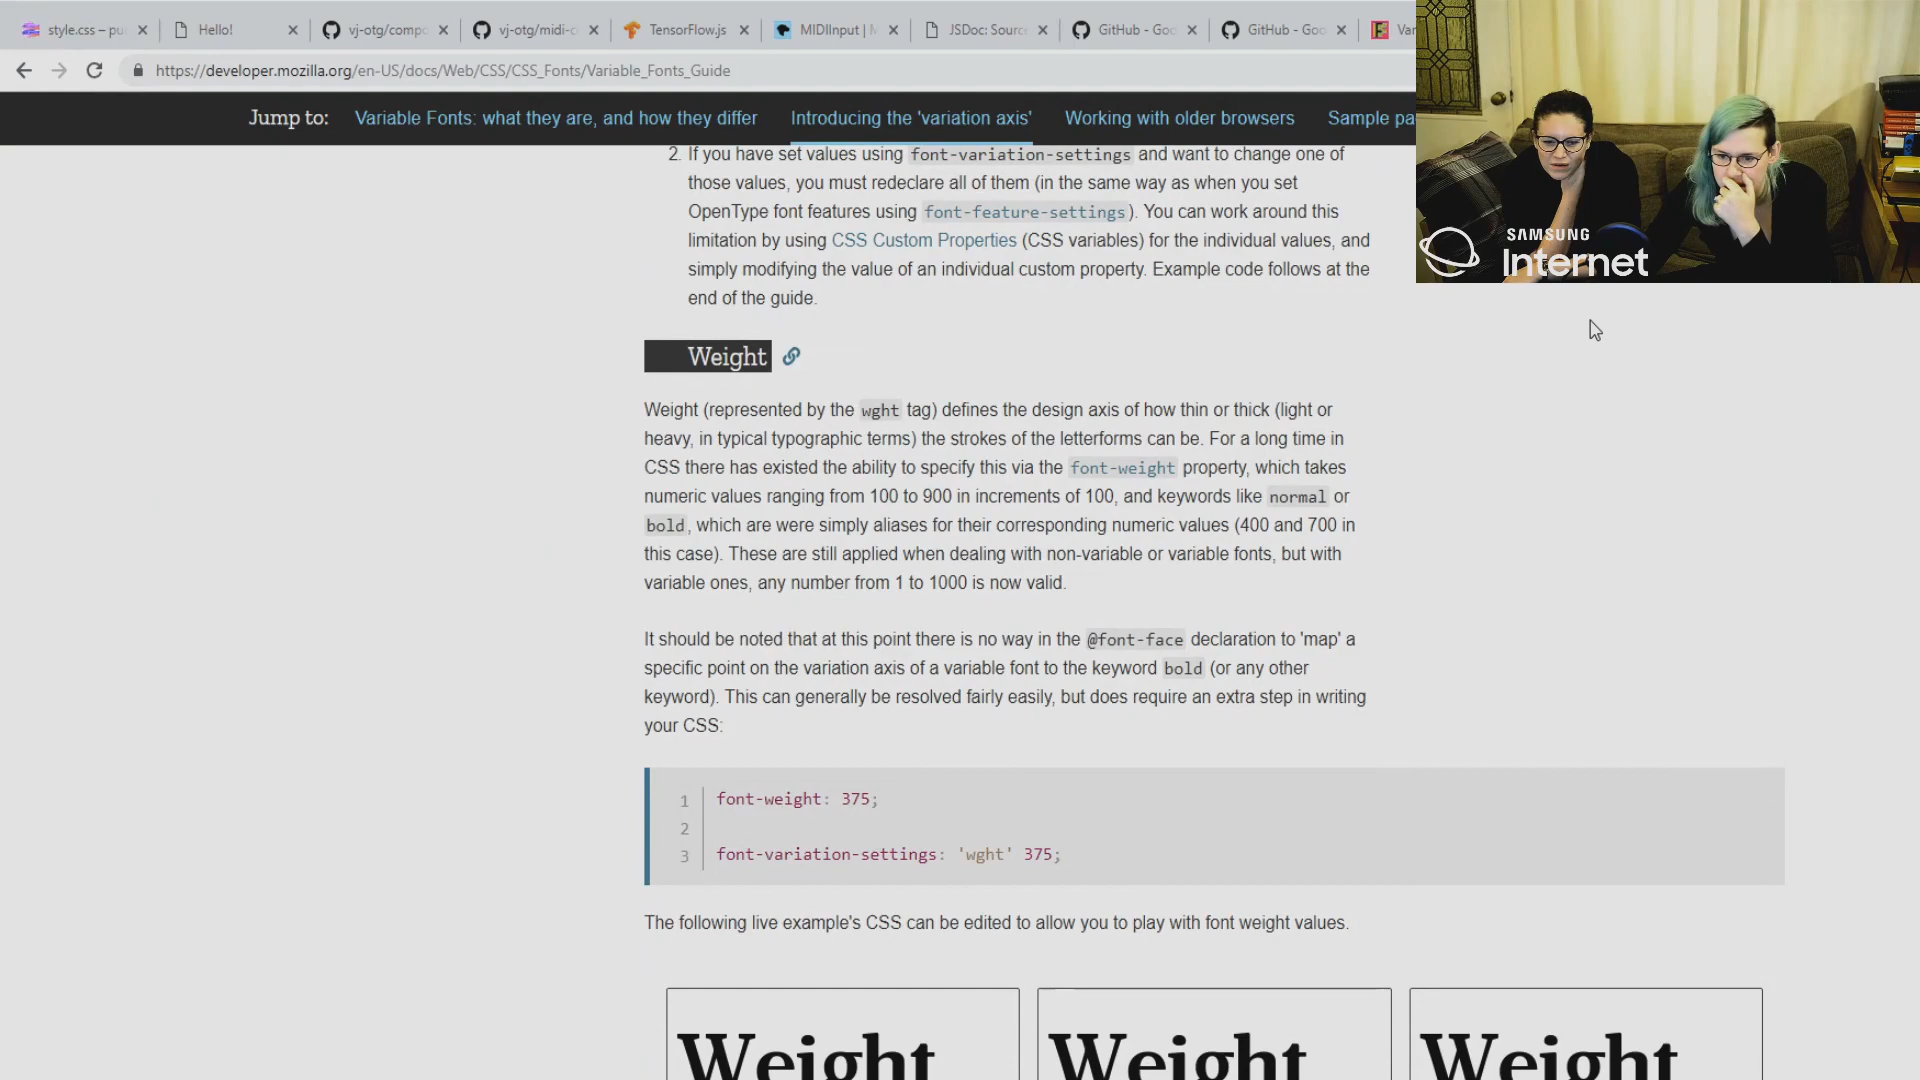 style.css – pu
Hello!
vj-otg/compo
vj-otg/midi-c
TensorFlow.js
MIDIInput | M
JSDoc: Sourc
GitHub - Goo
GitHub - Goo
Var
https://developer.mozilla.org/en-US/docs/Web/CSS/CSS_Fonts/Variable_Fonts_Guide
Jump to: Variable Fonts: what they are, and how they differ Introducing the 'variation axis' Working with older browsers Sample pa
2. If you have set values using font-variation-settings and want to change one of
those values, you must redeclare all of them (in the same way as when you set
OpenType font features using font-feature-settings). You can work around this
limitation by using CSS Custom Properties (CSS variables) for the individual values, and
simply modifying the value of an individual custom property. Example code follows at the
end of the guide.
SAMSUNG
Internet
Weight
Weight (represented by the wght tag) defines the design axis of how thin or thick (light or
heavy, in typical typographic terms) the strokes of the letterforms can be. For a long time in
CSS there has existed the ability to specify this via the font-weight property, which takes
numeric values ranging from 100 to 900 in increments of 100, and keywords like normal or
bold, which are were simply aliases for their corresponding numeric values (400 and 700 in
this case). These are still applied when dealing with non-variable or variable fonts, but with
variable ones, any number from 1 to 1000 is now valid.
It should be noted that at this point there is no way in the @font-face declaration to 'map' a
specific point on the variation axis of a variable font to the keyword bold (or any other
keyword). This can generally be resolved fairly easily, but does require an extra step in writing
your CSS:
1 font-weight: 375;
2
3 font-variation-settings: 'wght' 375;
The following live example's CSS can be edited to allow you to play with font weight values.
Weight Weight Weight